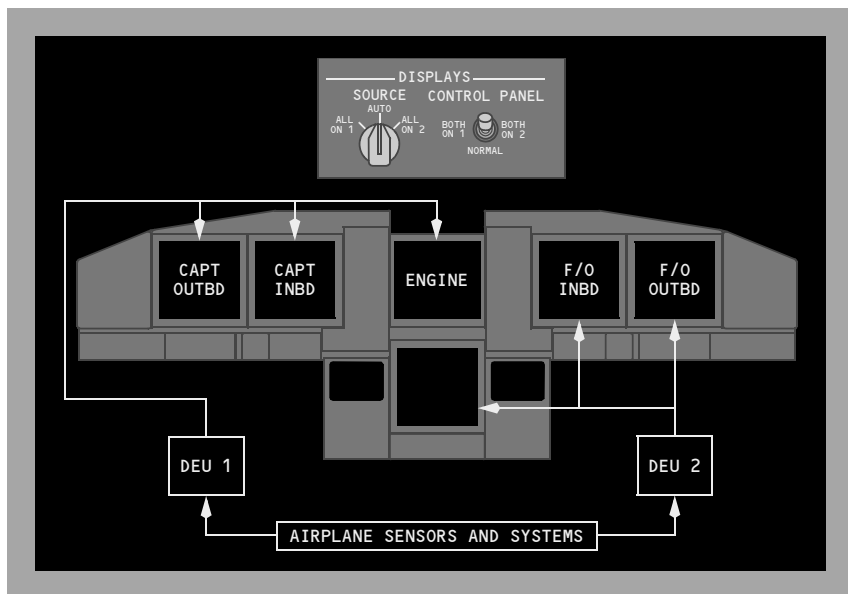 DISPLAYS
SOURCE CONTROL PANEL
AUTO
ALL ON 1
ALL ON 2
BOTH ON 1
BOTH ON 2
NORMAL
CAPT
OUTBD
CAPT
INBD
ENGINE
F/O
INBD
F/O
OUTBD
DEU 1
DEU 2
AIRPLANE SENSORS AND SYSTEMS